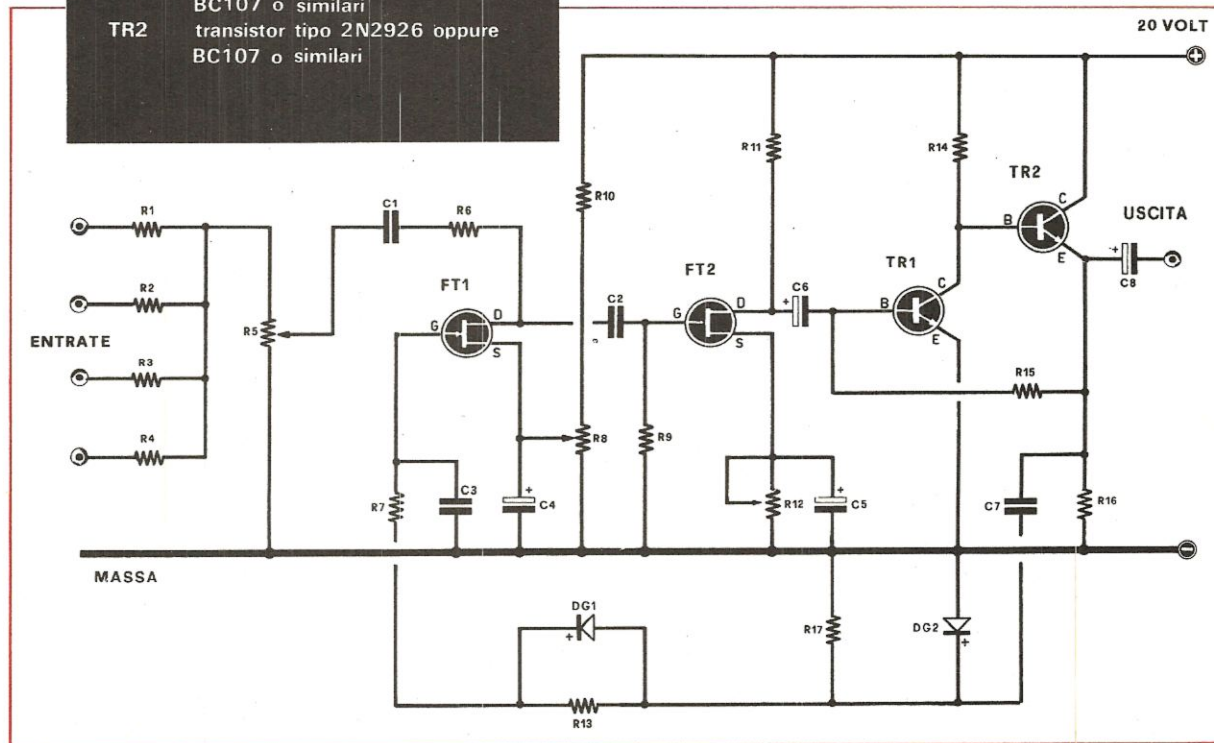 BC107 o similari
TR2 transistor tipo 2N2926 oppure
BC107 o similari
20 VOLT
+
R11
R14
TR2
R10
C1
R6
C
R1
B
USCITA
E
+
C8
FT1
FT2
TR1
C6
+
C
R2
C2
D
G
D
B
R5
G
S
S
E
ENTRATE
R3
R15
R4
R8
R9
C3
+
C4
R7
R12
+
C5
C7
R16
-
MASSA
DG1
+
R17
DG2
+
R13